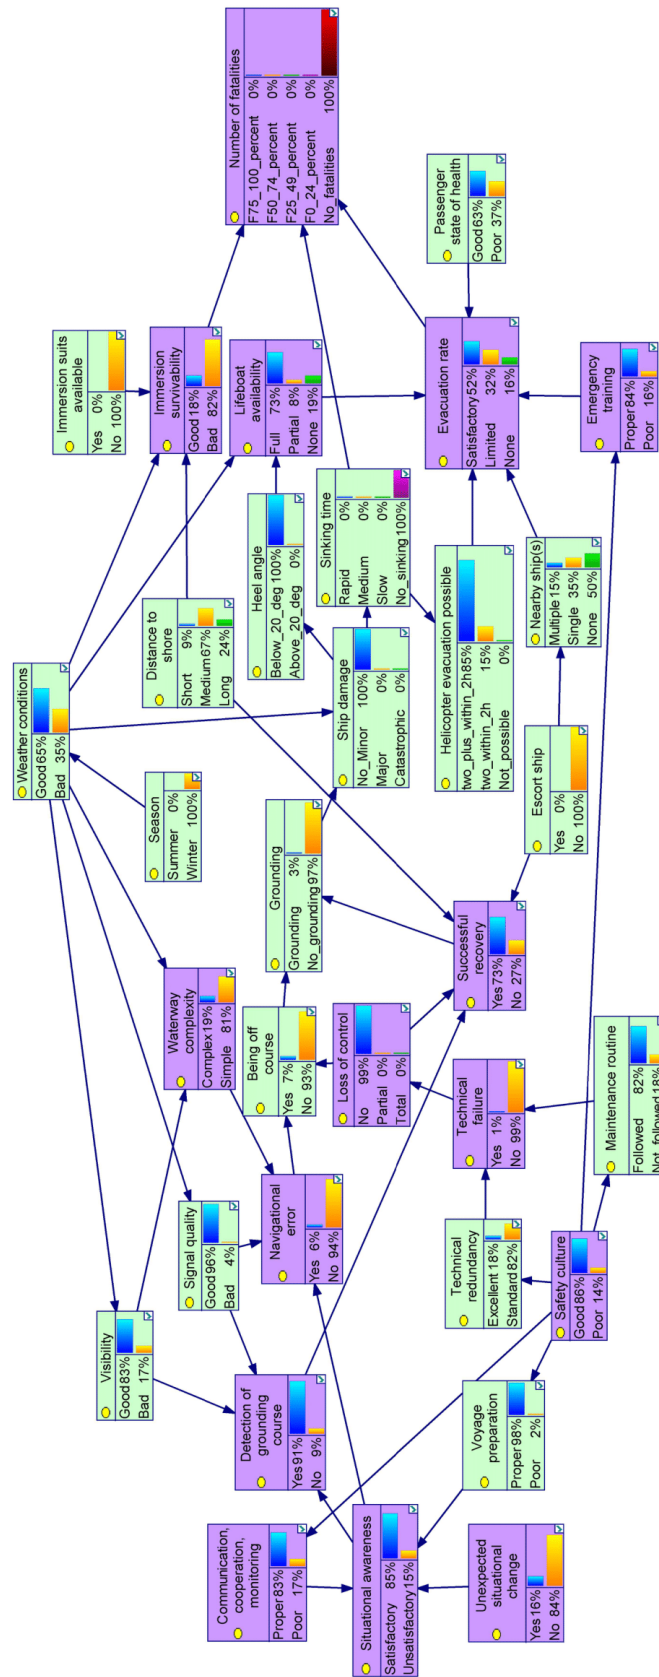 Communication,
cooperation,
monitoring
Proper 83%
Poor 17%
Situational awareness
Satisfactory 85%
Unsatisfactory 15%
Unexpected
situational
change
Yes 16%
No 84%
Visibility
Good 83%
Bad 17%
Detection of
grounding
course
Yes 91%
No 9%
Voyage
preparation
Proper 98%
Poor 2%
Signal quality
Good 96%
Bad 4%
Navigational
error
Yes 6%
No 94%
Technical
redundancy
Excellent 18%
Standard 82%
Safety culture
Good 86%
Poor 14%
Waterway
complexity
Complex 19%
Simple 81%
Being off
course
Yes 7%
No 93%
Loss of control
No 99%
Partial 0%
Total 0%
Technical
failure
Yes 1%
No 99%
Maintenance routine
Followed 82%
Not_followed 18%
Weather conditions
Good 65%
Bad 35%
Season
Summer 0%
Winter 100%
Grounding
Grounding 3%
No_grounding 97%
Successful
recovery
Yes 73%
No 27%
Distance to
shore
Short 9%
Medium 67%
Long 24%
Ship damage
No_Minor 100%
Major 0%
Catastrophic 0%
Helicopter evacuation possible
two_plus_within_2h 85%
two_within_2h 15%
Not_possible 0%
Escort ship
Yes 0%
No 100%
Heel angle
Below_20_deg 100%
Above_20_deg 0%
Sinking time
Rapid 0%
Medium 0%
Slow 0%
No_sinking 100%
Nearby ship(s)
Multiple 15%
Single 35%
None 50%
Immersion suits
available
Yes 0%
No 100%
Immersion
survivability
Good 18%
Bad 82%
Lifeboat
availability
Full 73%
Partial 8%
None 19%
Evacuation rate
Satisfactory 52%
Limited 32%
None 16%
Emergency
training
Proper 84%
Poor 16%
Number of fatalities
F75_100_percent 0%
F50_74_percent 0%
F25_49_percent 0%
F0_24_percent 0%
No_fatalities 100%
Passenger
state of health
Good 63%
Poor 37%